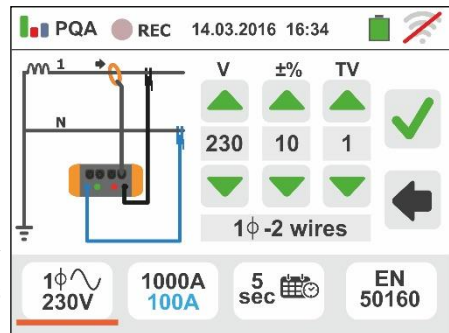 PQA REC 14.03.2016 16:34
1
N
V ±% TV
230 10 1
1ϕ-2 wires
1ϕ
230V
1000A
100A
5
sec
EN
50160